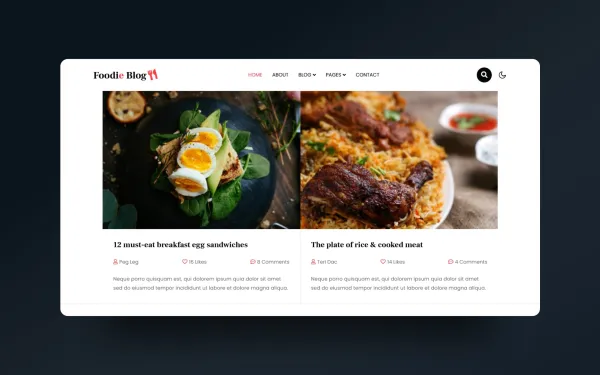 Foodie Blog
HOME ABOUT BLOG PAGES CONTACT
12 must-eat breakfast egg sandwiches
Peg Leg 16 Likes 8 Comments
Neque porro quisquam est, qui dolorem ipsum quia dolor sit amet
sed do eiusmod tempor incididunt ut labore et dolore magna aliqua.
The plate of rice & cooked meat
Teri Dac 14 Likes 4 Comments
Neque porro quisquam est, qui dolorem ipsum quia dolor sit amet
sed do eiusmod tempor incididunt ut labore et dolore magna aliqua.